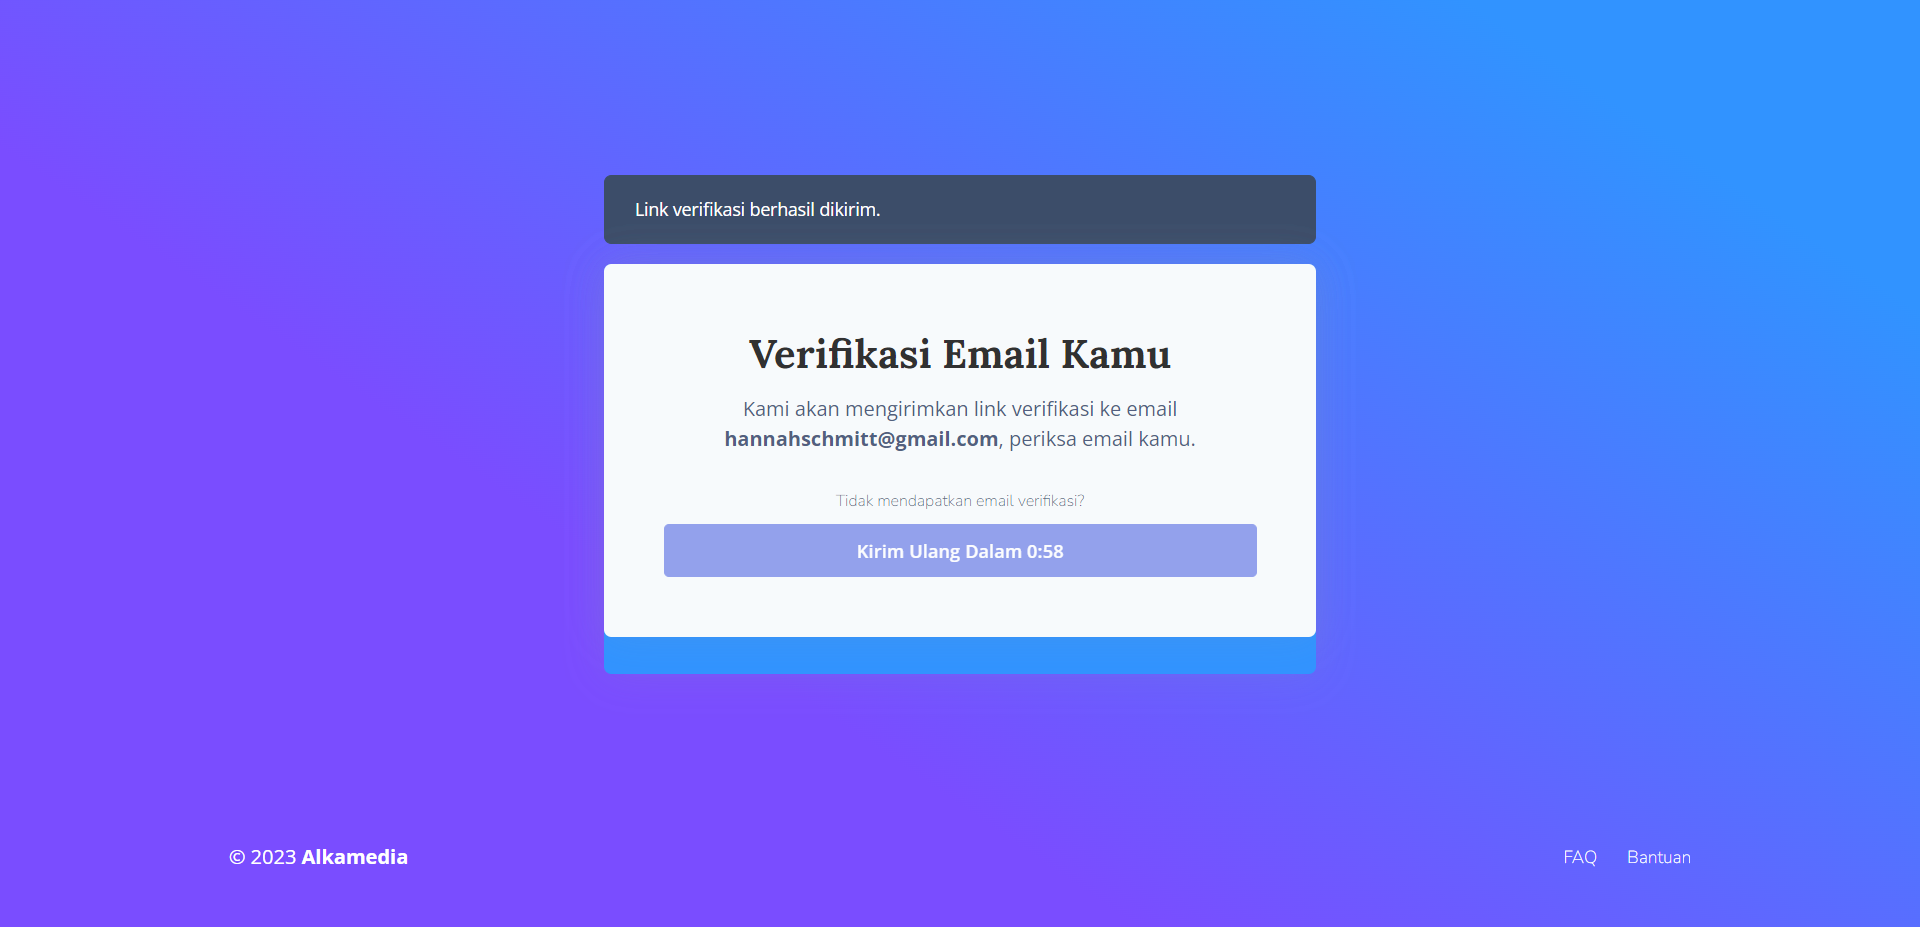 Link verifikasi berhasil dikirim.
Verifikasi Email Kamu
Kami akan mengirimkan link verifikasi ke email
hannahschmitt@gmail.com, periksa email kamu.
Tidak mendapatkan email verifikasi?
Kirim Ulang Dalam 0:58
© 2023 Alkamedia
FAQ Bantuan